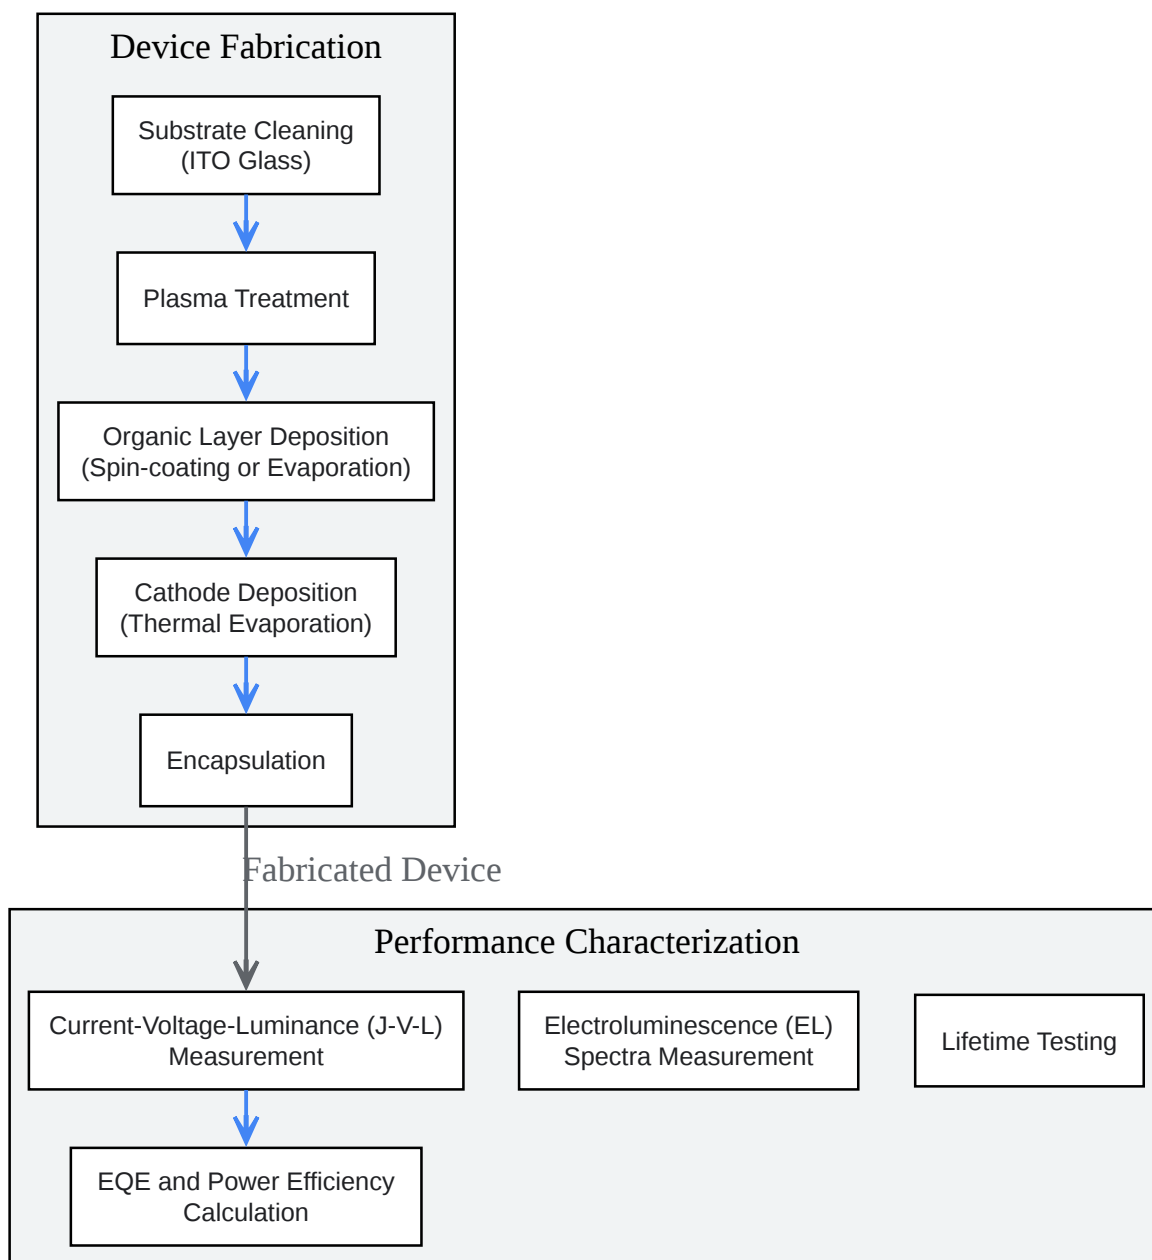 Device Fabrication
Substrate Cleaning
(ITO Glass)
Plasma Treatment
Organic Layer Deposition
(Spin-coating or Evaporation)
Cathode Deposition
(Thermal Evaporation)
Encapsulation
Fabricated Device
Performance Characterization
Current-Voltage-Luminance (J-V-L)
Measurement
Electroluminescence (EL)
Spectra Measurement
Lifetime Testing
EQE and Power Efficiency
Calculation